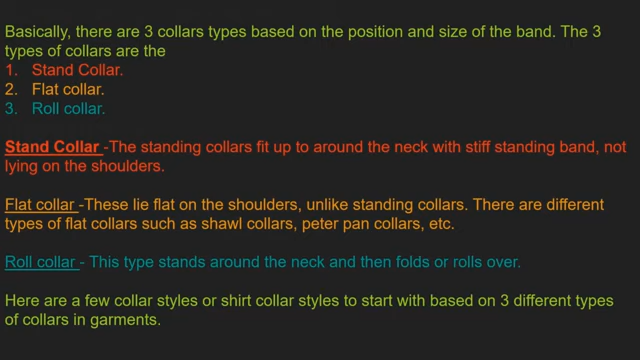 Basically, there are 3 collars types based on the position and size of the band. The 3
types of collars are the
1. Stand Collar.
2. Flat collar.
3. Roll collar.
Stand Collar -The standing collars fit up to around the neck with stiff standing band, not
lying on the shoulders.
Flat collar -These lie flat on the shoulders, unlike standing collars. There are different
types of flat collars such as shawl collars, peter pan collars, etc.
Roll collar - This type stands around the neck and then folds or rolls over.
Here are a few collar styles or shirt collar styles to start with based on 3 different types
of collars in garments.